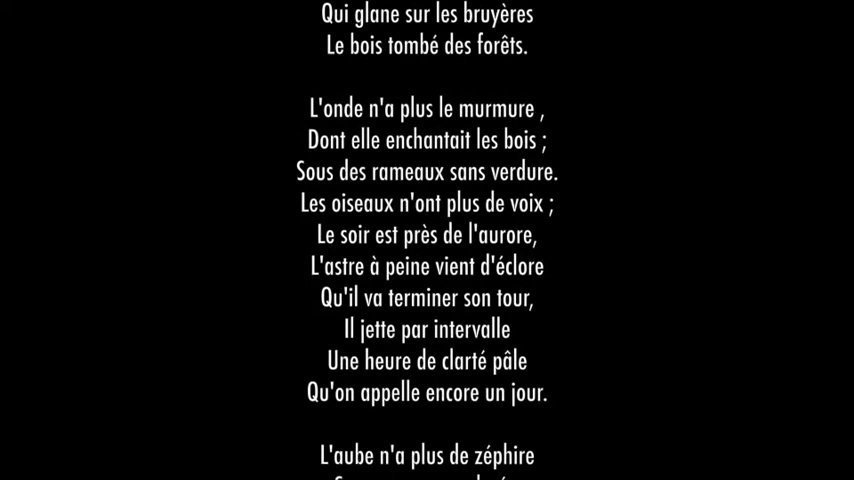 Qui glane sur les bruyères
Le bois tombé des forêts.
L'onde n'a plus le murmure ,
Dont elle enchantait les bois ;
Sous des rameaux sans verdure.
Les oiseaux n'ont plus de voix ;
Le soir est près de l'aurore,
L'astre à peine vient d'éclore
Qu'il va terminer son tour,
Il jette par intervalle
Une heure de clarté pâle
Qu'on appelle encore un jour.
L'aube n'a plus de zéphire